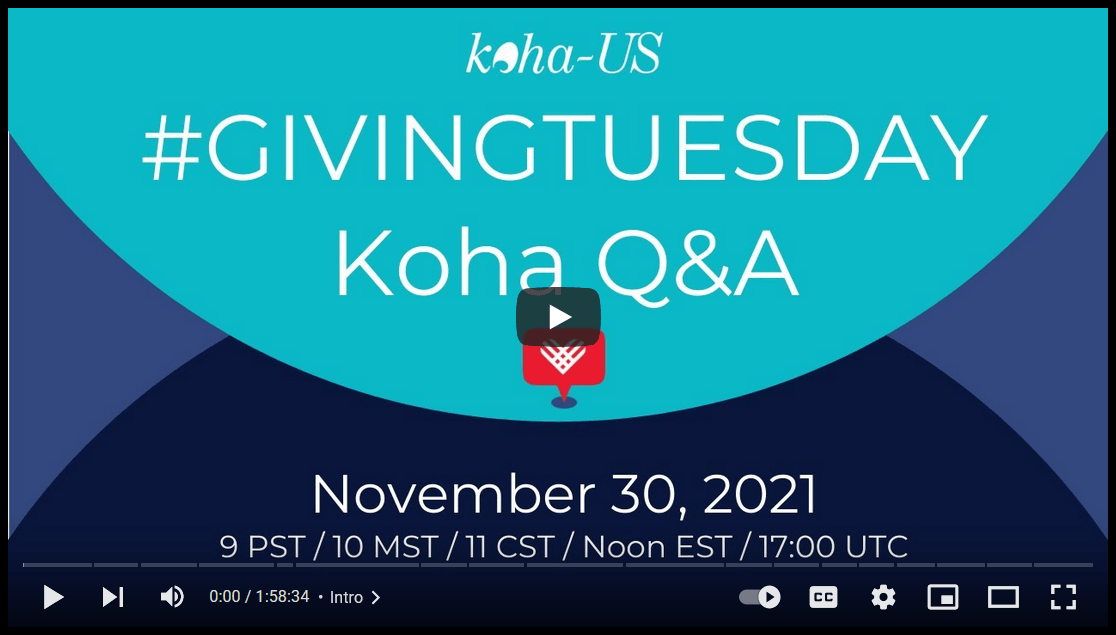 koha-US
#GIVINGTUESDAY
Koha Q&A
November 30, 2021
9 PST / 10 MST / 11 CST / Noon EST / 17:00 UTC
0:00 / 1:58:34 • Intro
CC